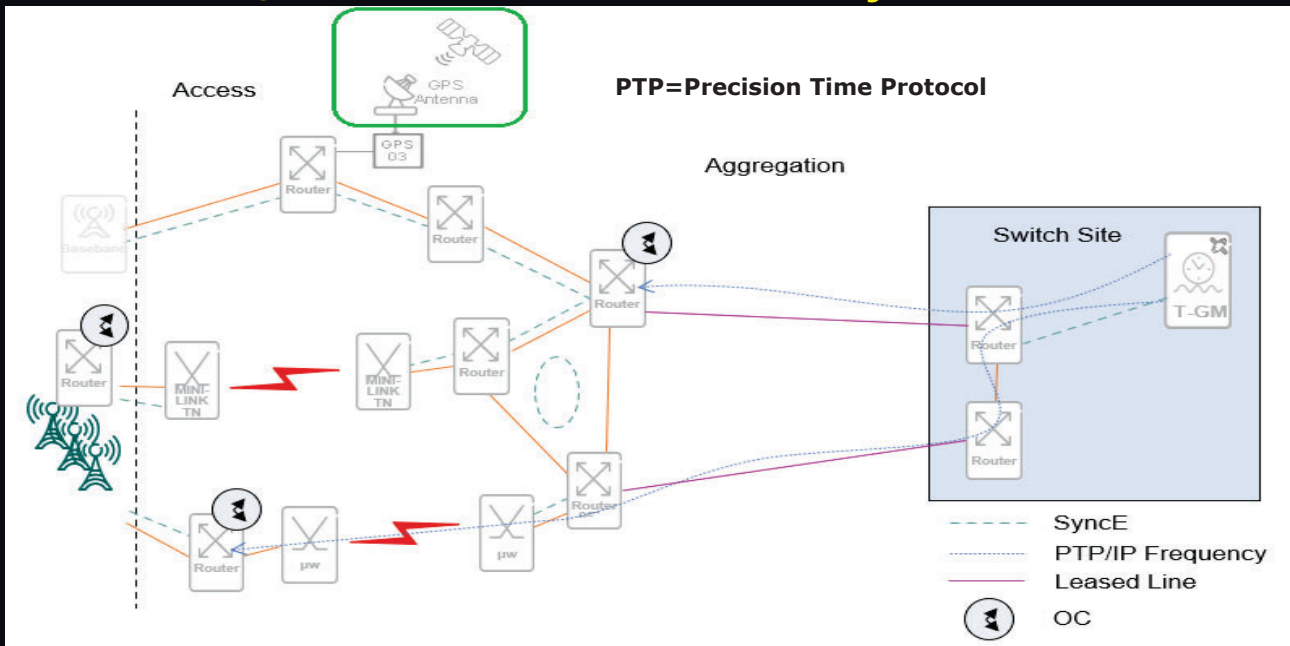 PTP=Precision Time Protocol
Access
GPS
Antenna
GPS
03
Router
Aggregation
Baseband
Router
Router
Switch Site
T-GM
Router
Router
MINI-
LINK
TN
MINI-
LINK
TN
Router
Router
Router
Router
µw
µw
SyncE
PTP/IP Frequency
Leased Line
OC